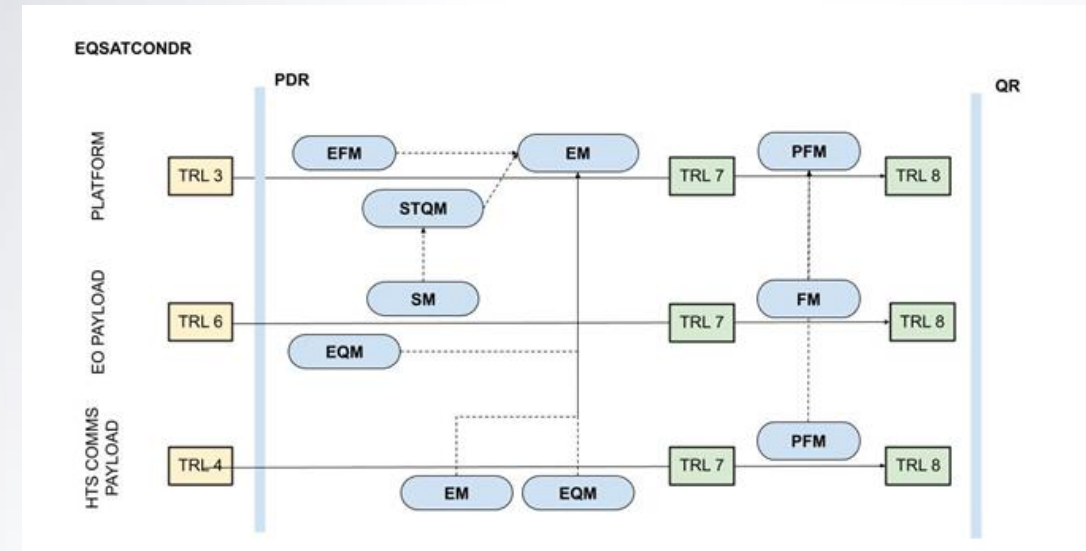 EQSATCONDR
PDR
QR
PLATFORM
TRL 3
EFM
EM
STQM
TRL 7
PFM
TRL 8
EO PAYLOAD
TRL 6
SM
EQM
TRL 7
FM
TRL 8
HTS COMMS
PAYLOAD
TRL 4
EM
EQM
TRL 7
PFM
TRL 8